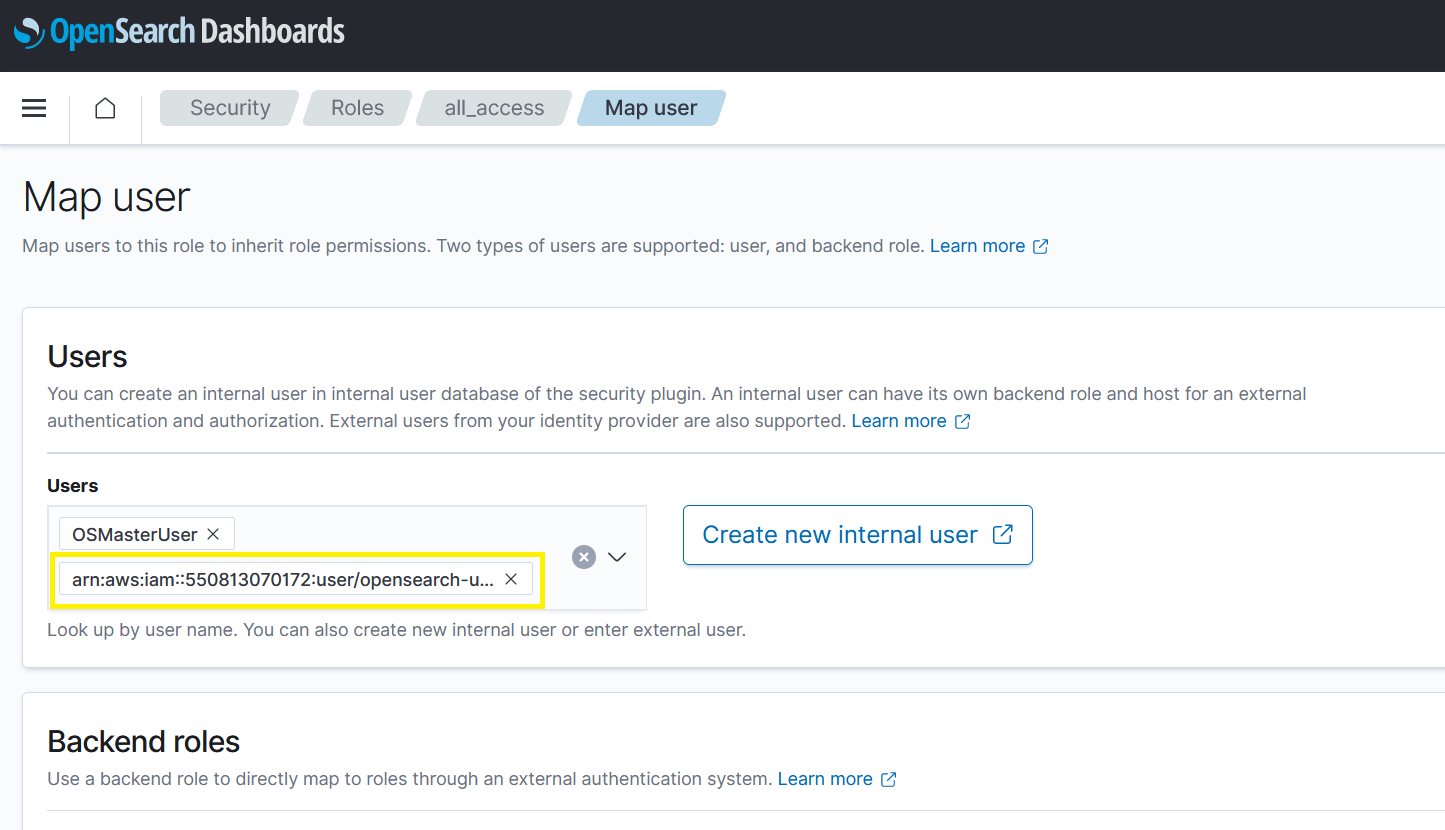 OpenSearch Dashboards
Security Roles all_access Map user
Map user
Map users to this role to inherit role permissions. Two types of users are supported: user, and backend role. Learn more
Users
You can create an internal user in internal user database of the security plugin. An internal user can have its own backend role and host for an external
authentication and authorization. External users from your identity provider are also supported. Learn more
Users
OSMasterUser
arn:aws:iam::550813070172:user/opensearch-u...
Create new internal user
Look up by user name. You can also create new internal user or enter external user.
Backend roles
Use a backend role to directly map to roles through an external authentication system. Learn more